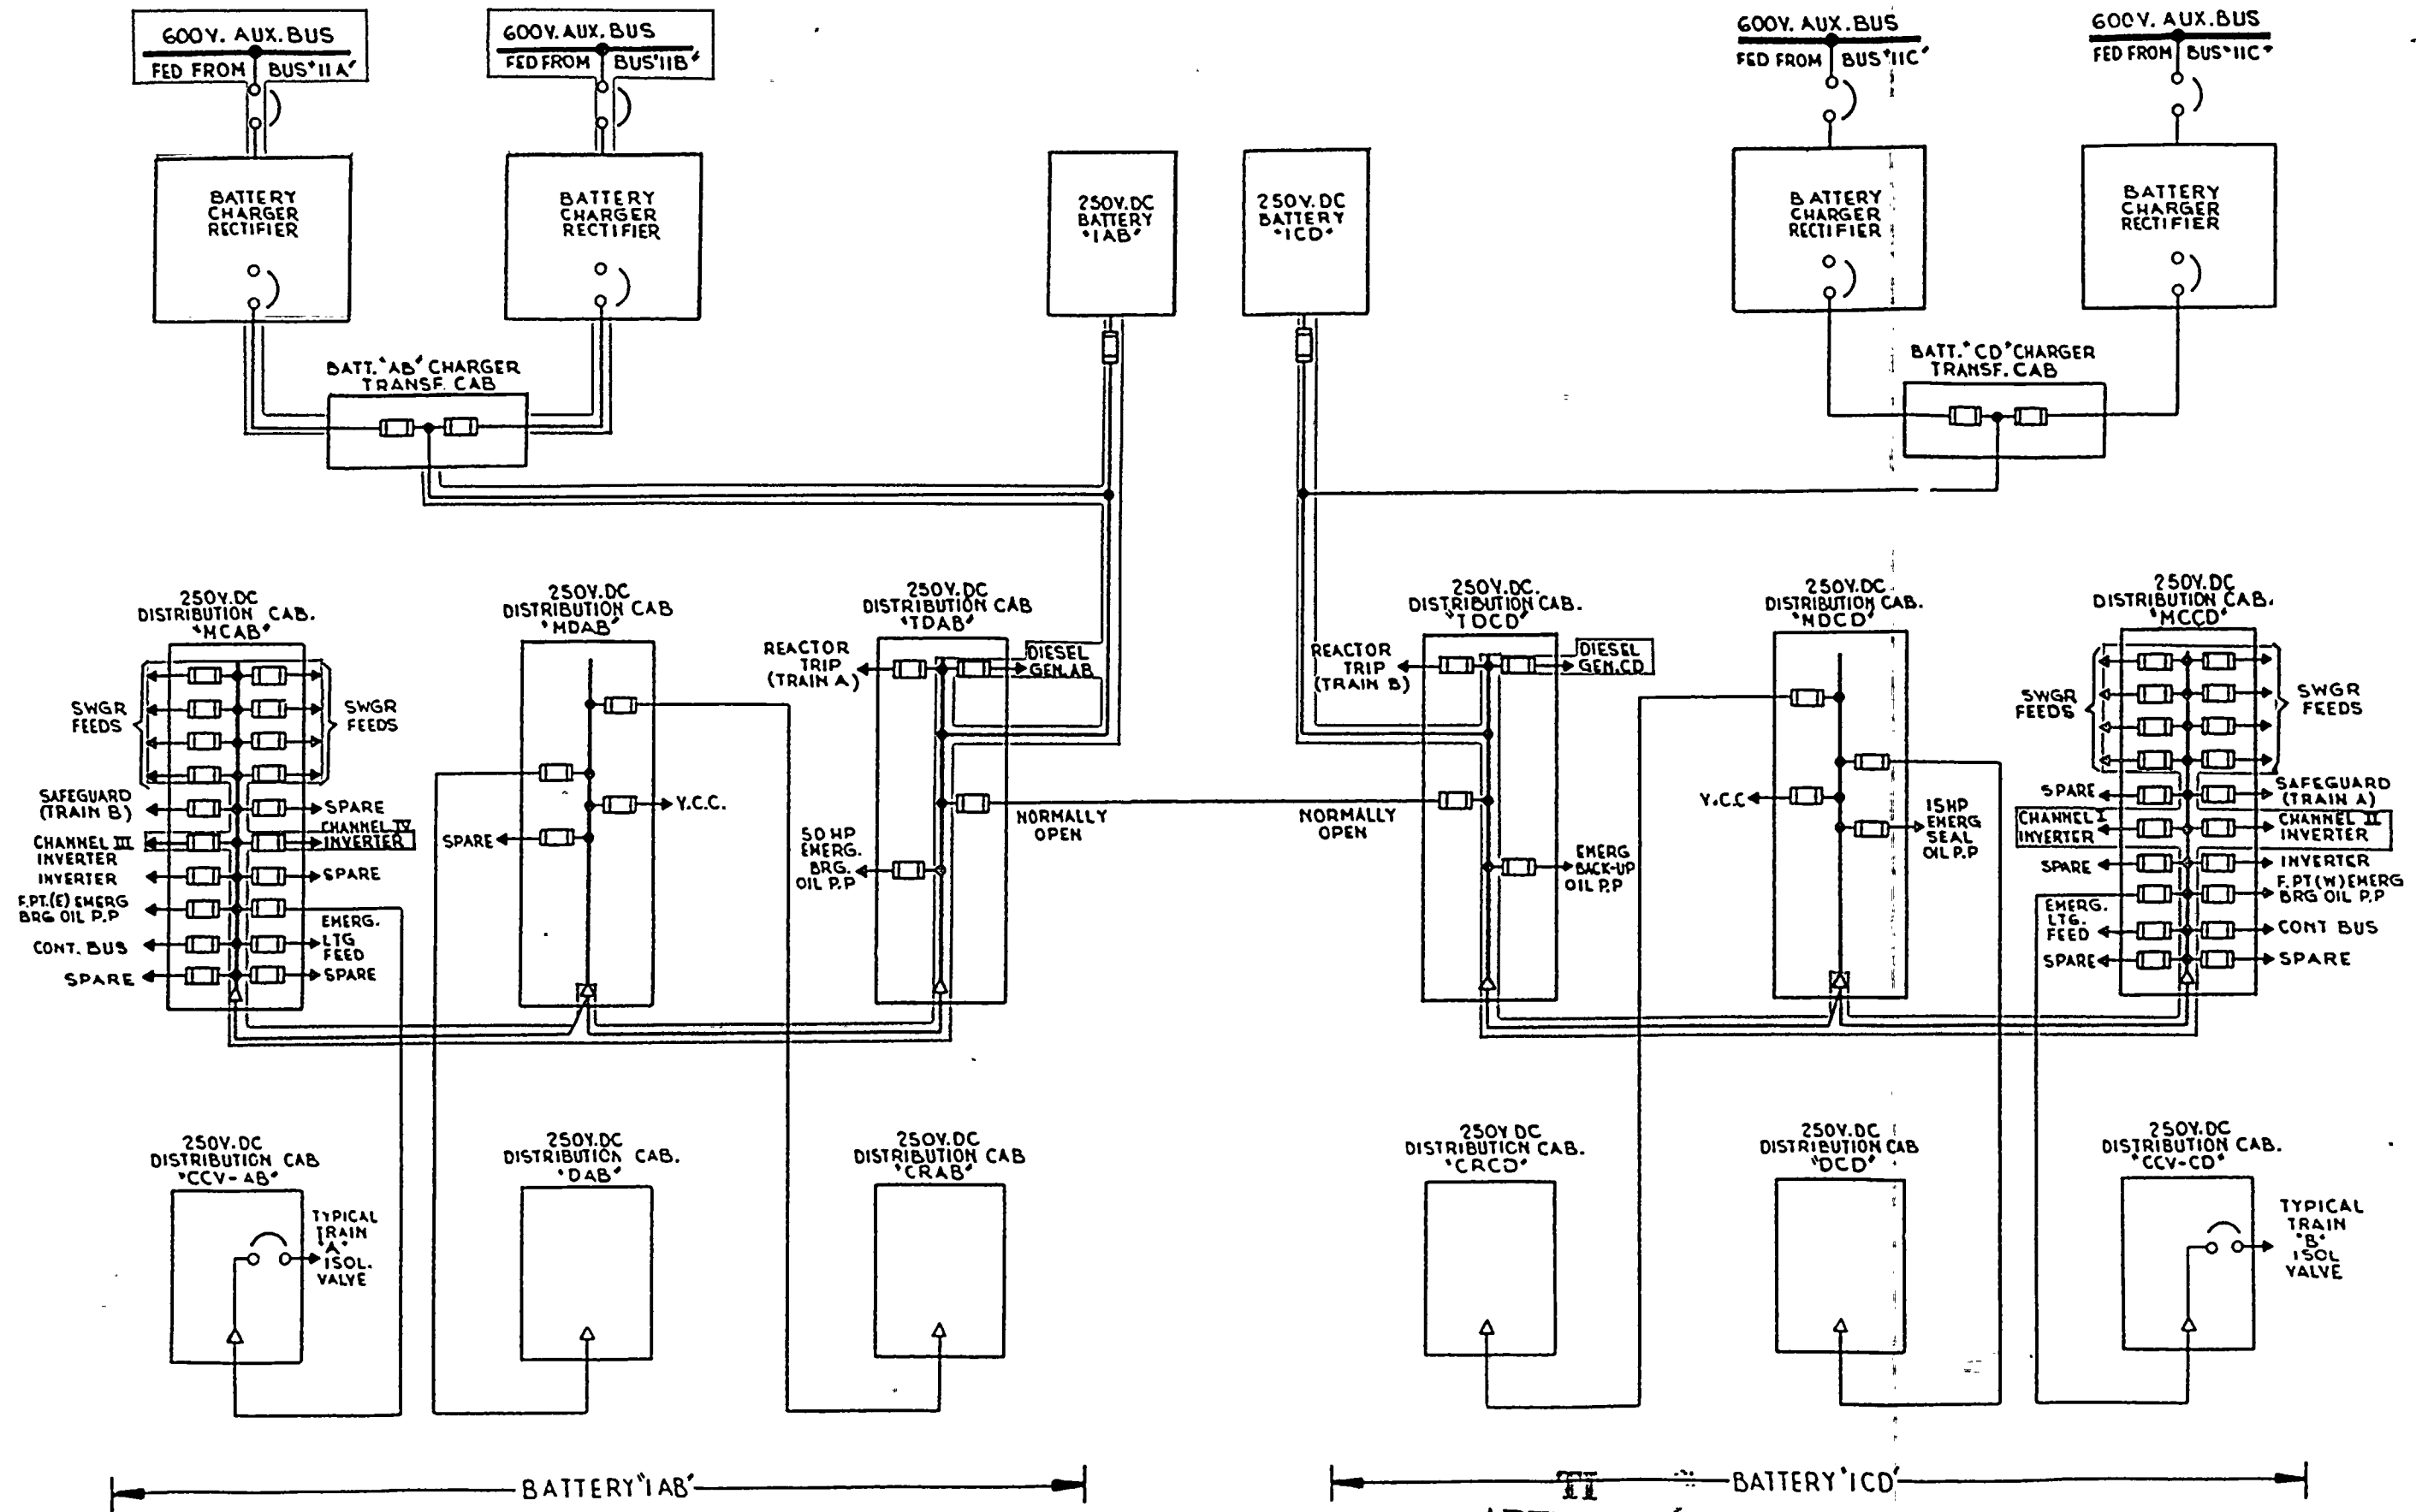 600V. AUX. BUS
FED FROM BUS "11A"
600V. AUX. BUS
FED FROM BUS "11B"
600V. AUX. BUS
FED FROM BUS "11C"
600V. AUX. BUS
FED FROM BUS "11C"
BATTERY
CHARGER
RECTIFIER
BATTERY
CHARGER
RECTIFIER
250V.DC
BATTERY
"1AB"
250V.DC
BATTERY
"1CD"
BATTERY
CHARGER
RECTIFIER
BATTERY
CHARGER
RECTIFIER
BATT. "AB" CHARGER
TRANSF. CAB
BATT. "CD" CHARGER
TRANSF. CAB
250V.DC
DISTRIBUTION CAB.
"MCAB"
SWGR
FEEDS
SWGR
FEEDS
SAFEGUARD
(TRAIN B)
SPARE
CHANNEL III
INVERTER
CHANNEL IV
INVERTER
INVERTER
SPARE
F.PT.(E) EMERG
BRG OIL P.P
EMERG.
LTG
FEED
CONT. BUS
SPARE
SPARE
250V.DC
DISTRIBUTION CAB
"MDAB"
SPARE
V.C.C.
250V.DC
DISTRIBUTION CAB
"TDAB"
REACTOR
TRIP
(TRAIN A)
DIESEL
GEN. AB
50 HP
EMERG.
BRG.
OIL P.P
NORMALLY
OPEN
NORMALLY
OPEN
250V.DC.
DISTRIBUTION CAB.
"TDCD"
REACTOR
TRIP
(TRAIN B)
DIESEL
GEN. CD
EMERG
BACK-UP
OIL P.P
250V.DC
DISTRIBUTION CAB.
"MDCD"
V.C.C
15HP
EMERG
SEAL
OIL P.P
250V.DC
DISTRIBUTION CAB.
"MCCD"
SWGR
FEEDS
SWGR
FEEDS
SPARE
SAFEGUARD
(TRAIN A)
CHANNEL I
INVERTER
CHANNEL II
INVERTER
SPARE
INVERTER
F.PT(W) EMERG
BRG OIL P.P
EMERG.
LTG.
FEED
CONT BUS
SPARE
SPARE
250V.DC
DISTRIBUTION CAB
"CCV-AB"
TYPICAL
TRAIN
"A"
ISOL.
VALVE
250V.DC
DISTRIBUTION CAB.
"DAB"
250V.DC
DISTRIBUTION CAB
"CRAB"
250V DC
DISTRIBUTION CAB.
"CRCD"
250V.DC
DISTRIBUTION CAB
"DCD"
250V.DC
DISTRIBUTION CAB.
"CCV-CD"
TYPICAL
TRAIN
"B"
ISOL
VALVE
BATTERY "1AB"
BATTERY "1CD"